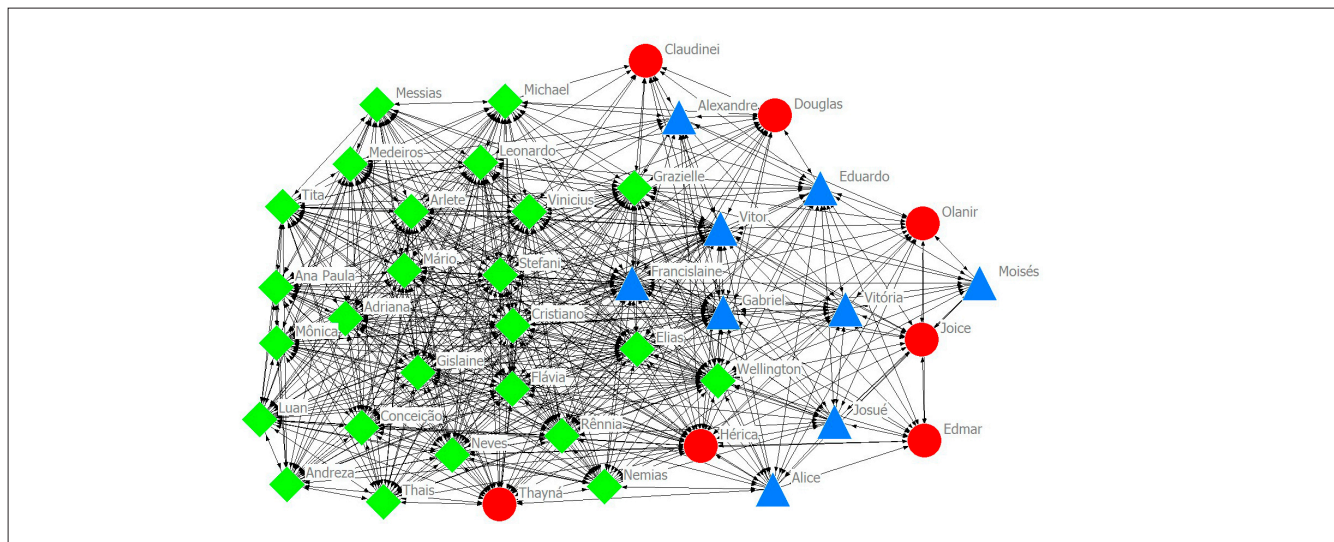 Claudinei
Messias
Michael
Alexandre
Douglas
Medeiros
Leonardo
Grazielle
Eduardo
Tita
Arlete
Vinicius
Vitor
Olanir
Mário
Stefani
Ana Paula
Francislaine
Moisés
Adriana
Cristiano
Gabriel
Vitória
Mônica
Elias
Joice
Gislaine
Flávia
Wellington
Luan
Conceição
Rênnia
Josué
Neves
Hérica
Edmar
Andreza
Thais
Thayná
Nemias
Alice